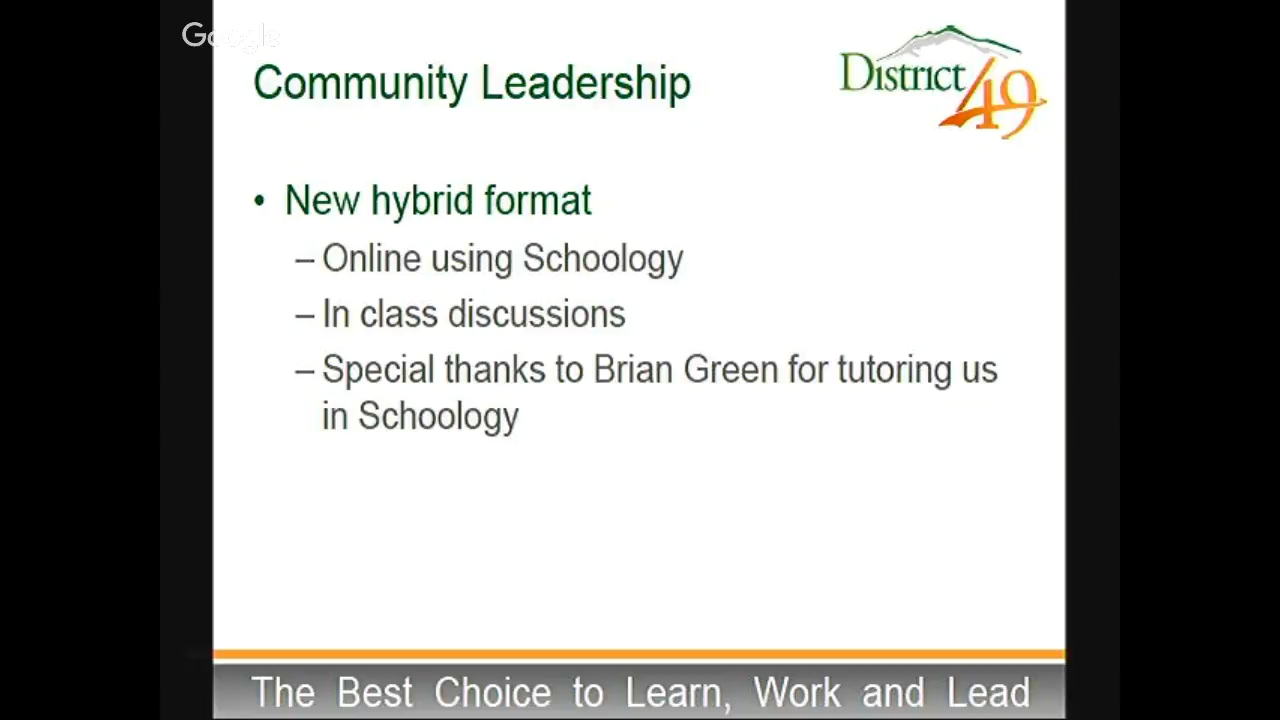 Google
Community Leadership
District 49
• New hybrid format
– Online using Schoology
– In class discussions
– Special thanks to Brian Green for tutoring us
in Schoology
The Best Choice to Learn, Work and Lead